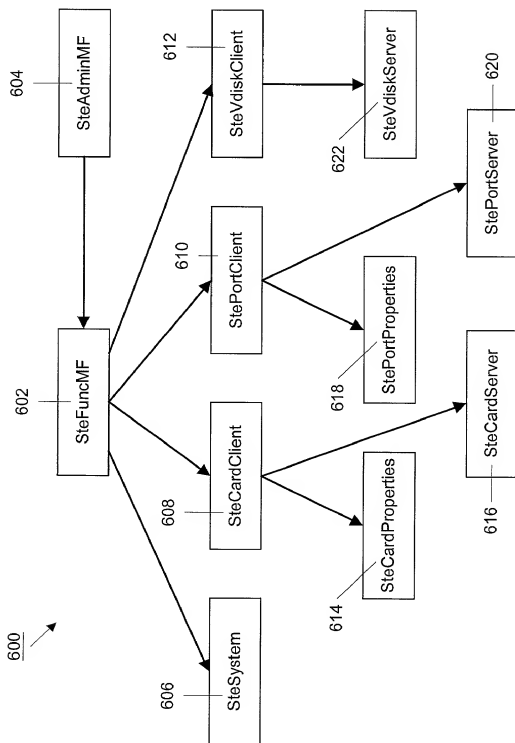 600
602
SteFuncMF
604
SteAdminMF
606
SteSystem
608
SteCardClient
610
StePortClient
612
SteVdiskClient
614
SteCardProperties
618
StePortProperties
622
SteVdiskServer
616
SteCardServer
620
StePortServer